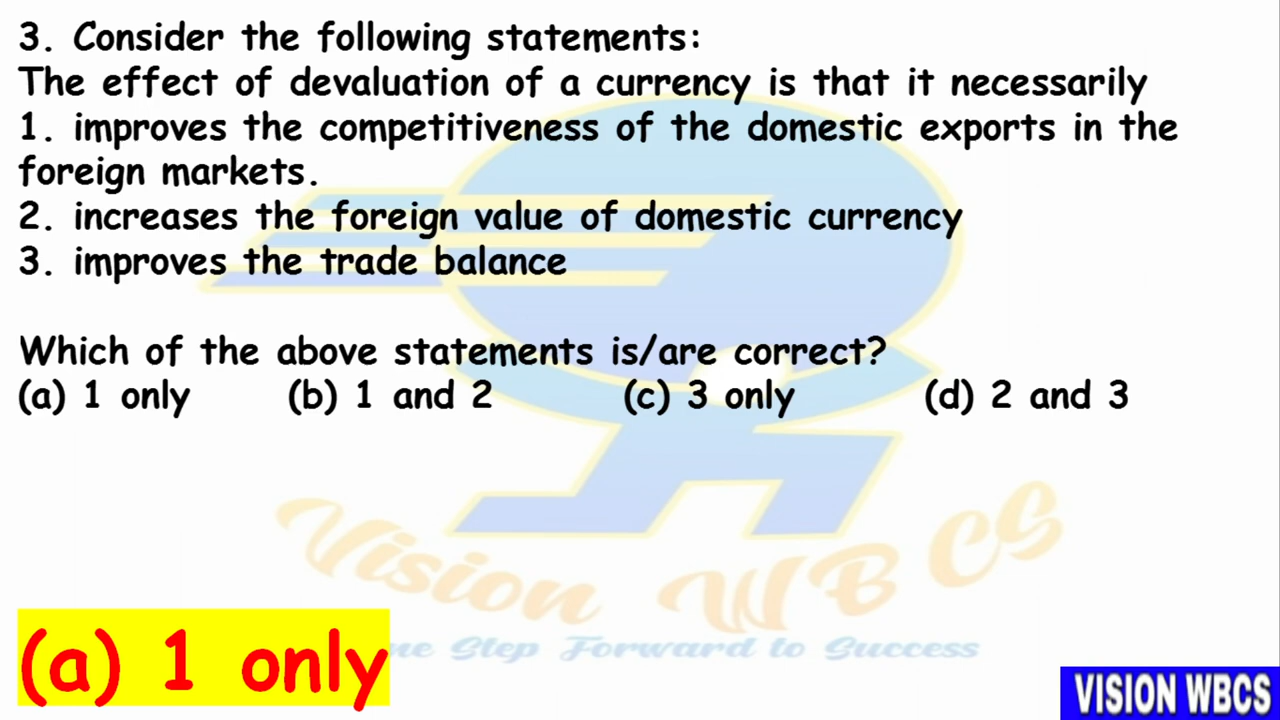 3. Consider the following statements:
The effect of devaluation of a currency is that it necessarily
1. improves the competitiveness of the domestic exports in the
foreign markets.
2. increases the foreign value of domestic currency
3. improves the trade balance
Which of the above statements is/are correct?
(a) 1 only (b) 1 and 2 (c) 3 only (d) 2 and 3
Vision WBCS
ne Step Forward to Success
(a) 1 only
VISION WBCS